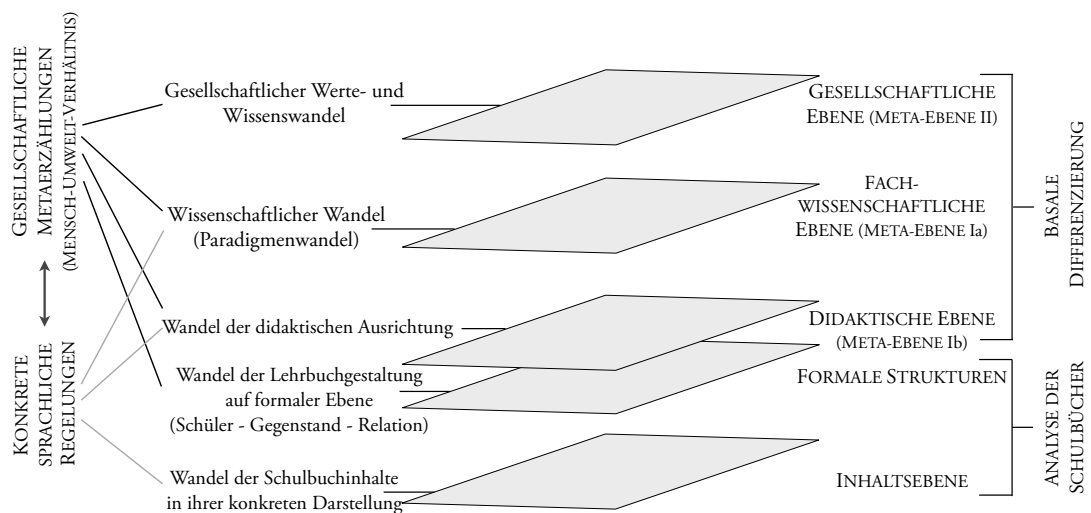 GESELLSCHAFTLICHE
METAERZÄHLUNGEN
(MENSCH-UMWELT-VERHÄLTNIS)
KONKRETE
SPRACHLICHE
REGELUNGEN
Gesellschaftlicher Werte- und
Wissenswandel
Wissenschaftlicher Wandel
(Paradigmenwandel)
Wandel der didaktischen Ausrichtung
Wandel der Lehrbuchgestaltung
auf formaler Ebene
(Schüler - Gegenstand - Relation)
Wandel der Schulbuchinhalte
in ihrer konkreten Darstellung
GESELLSCHAFTLICHE
EBENE (META-EBENE II)
FACH-
WISSENSCHAFTLICHE
EBENE (META-EBENE Ia)
DIDAKTISCHE EBENE
(META-EBENE Ib)
FORMALE STRUKTUREN
INHALTSEBENE
BASALE
DIFFERENZIERUNG
ANALYSE DER
SCHULBÜCHER